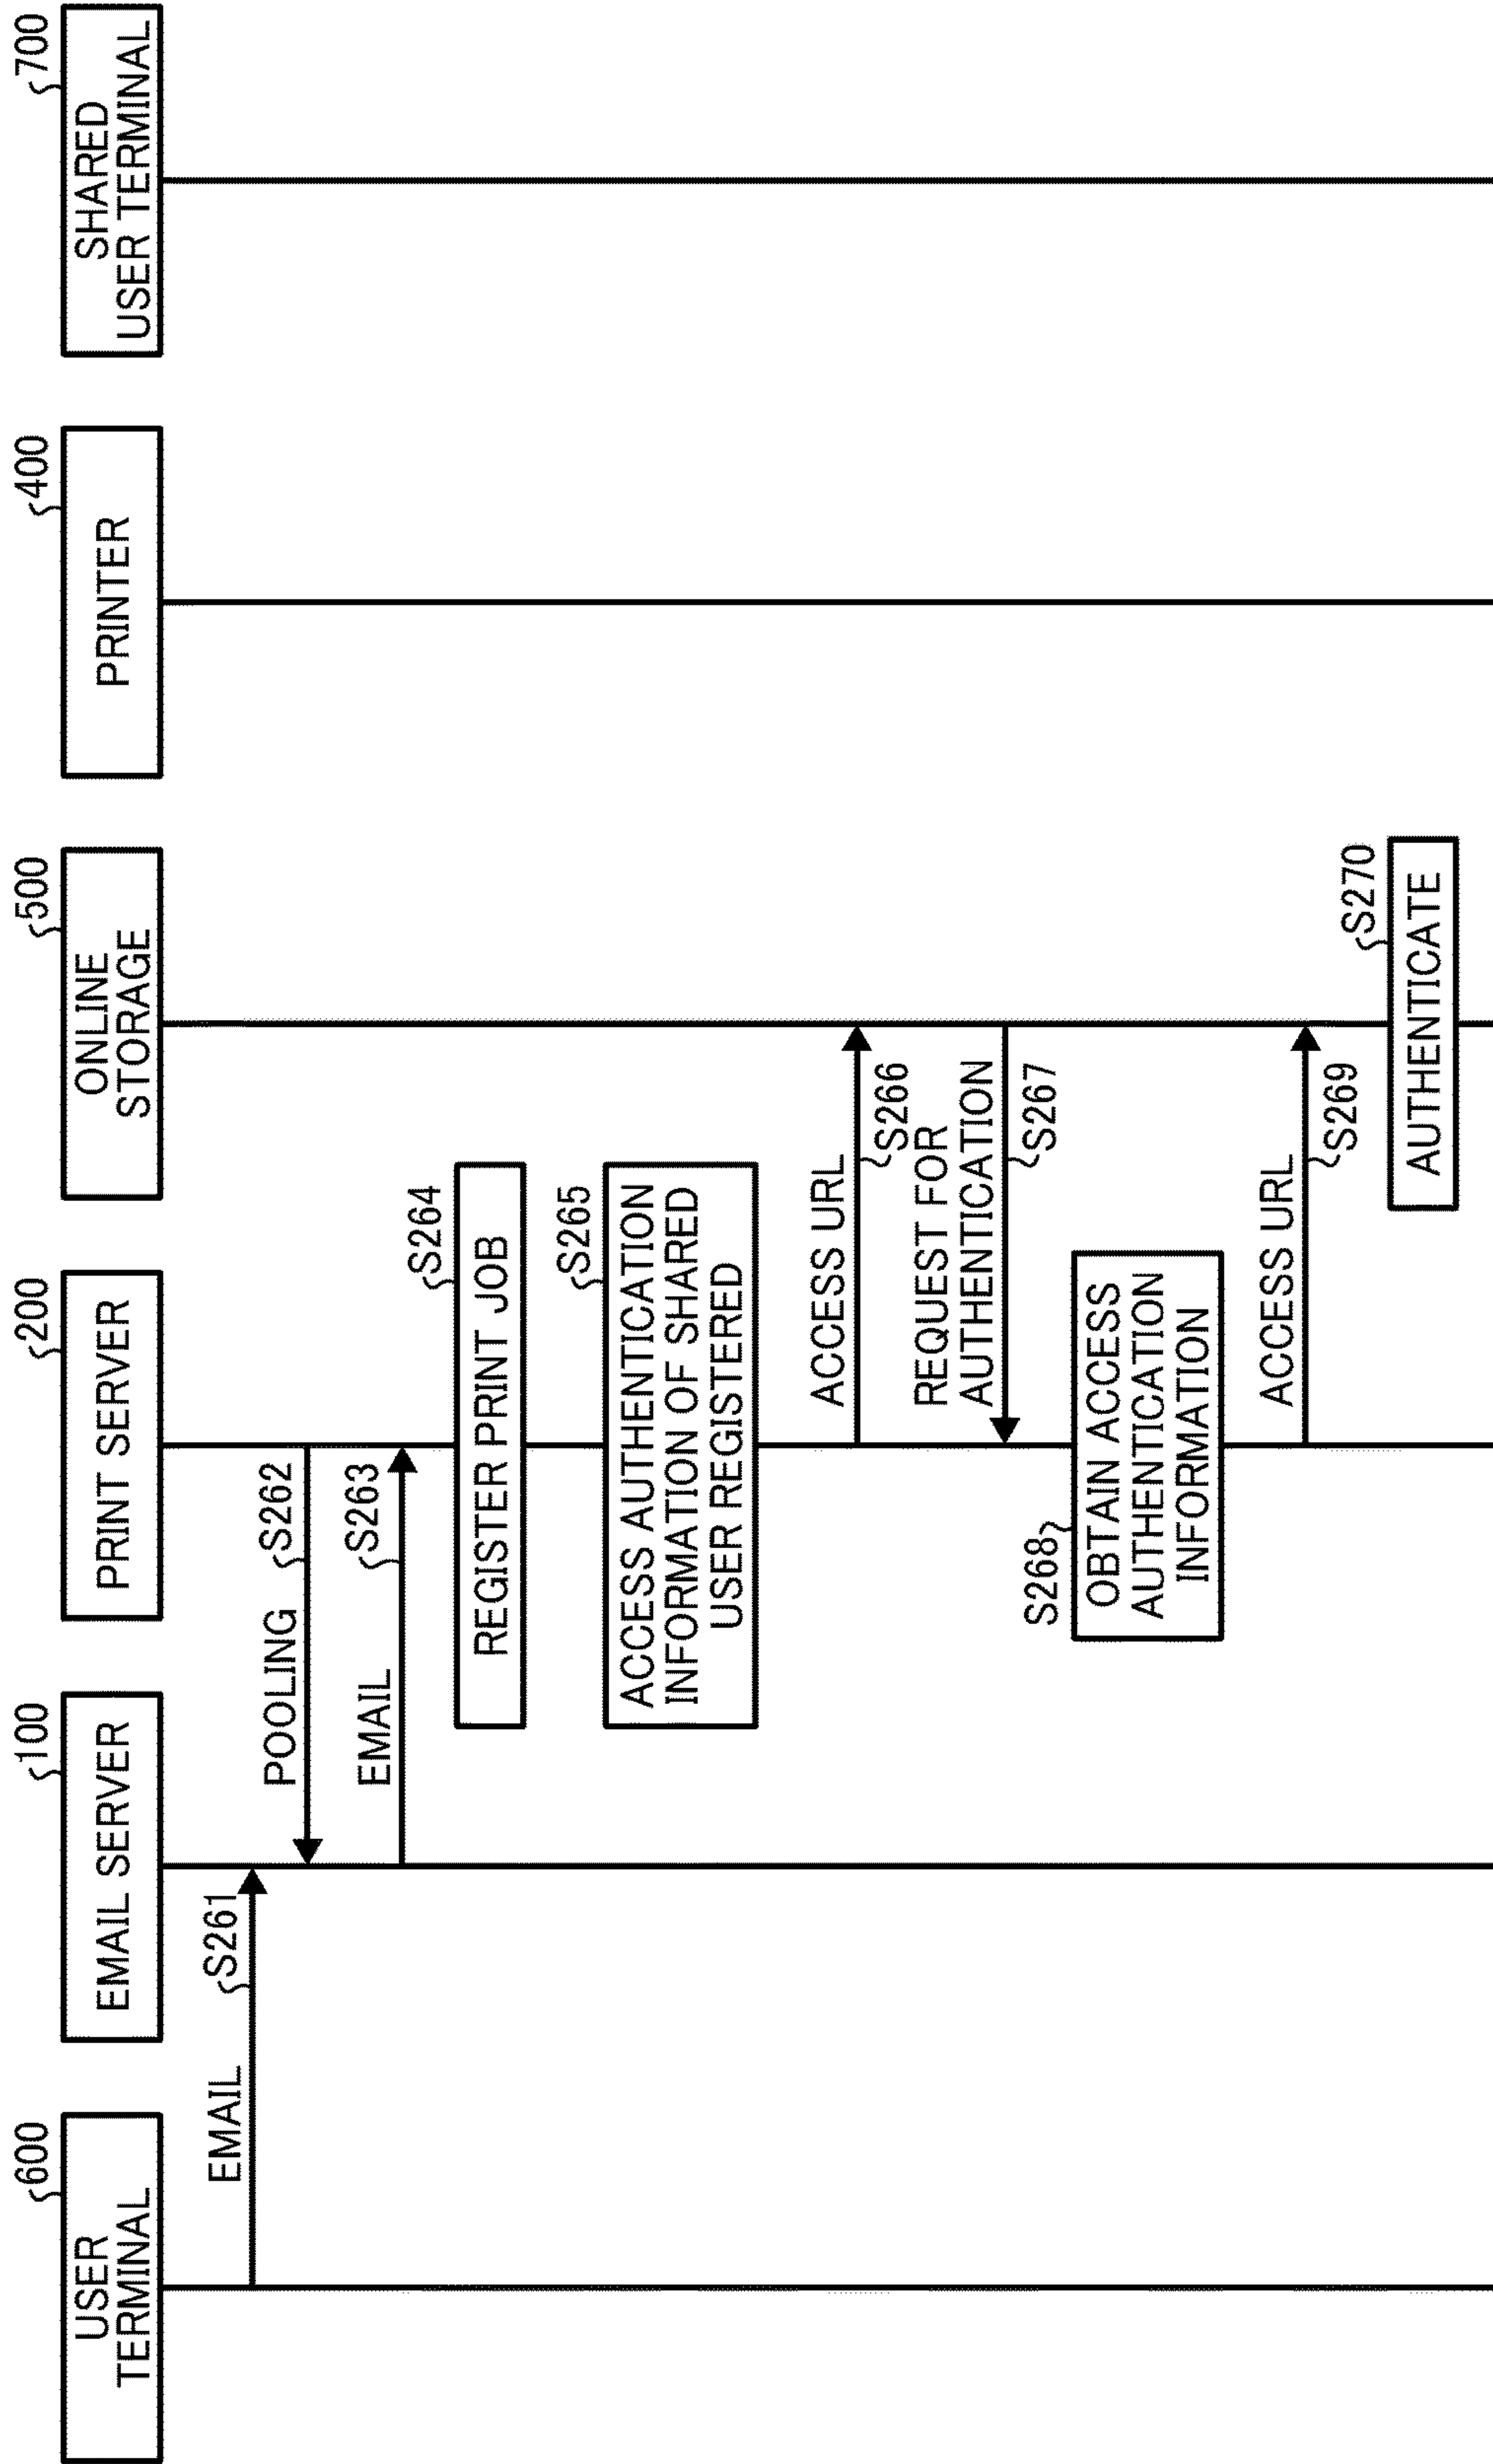 600
USER
TERMINAL
100
EMAIL SERVER
200
PRINT SERVER
500
ONLINE
STORAGE
400
PRINTER
700
SHARED
USER TERMINAL
EMAIL
S261
POOLING
S262
EMAIL
S263
S264
REGISTER PRINT JOB
S265
ACCESS AUTHENTICATION
INFORMATION OF SHARED
USER REGISTERED
ACCESS URL
S266
REQUEST FOR
AUTHENTICATION
S267
S268
OBTAIN ACCESS
AUTHENTICATION
INFORMATION
ACCESS URL
S269
S270
AUTHENTICATE